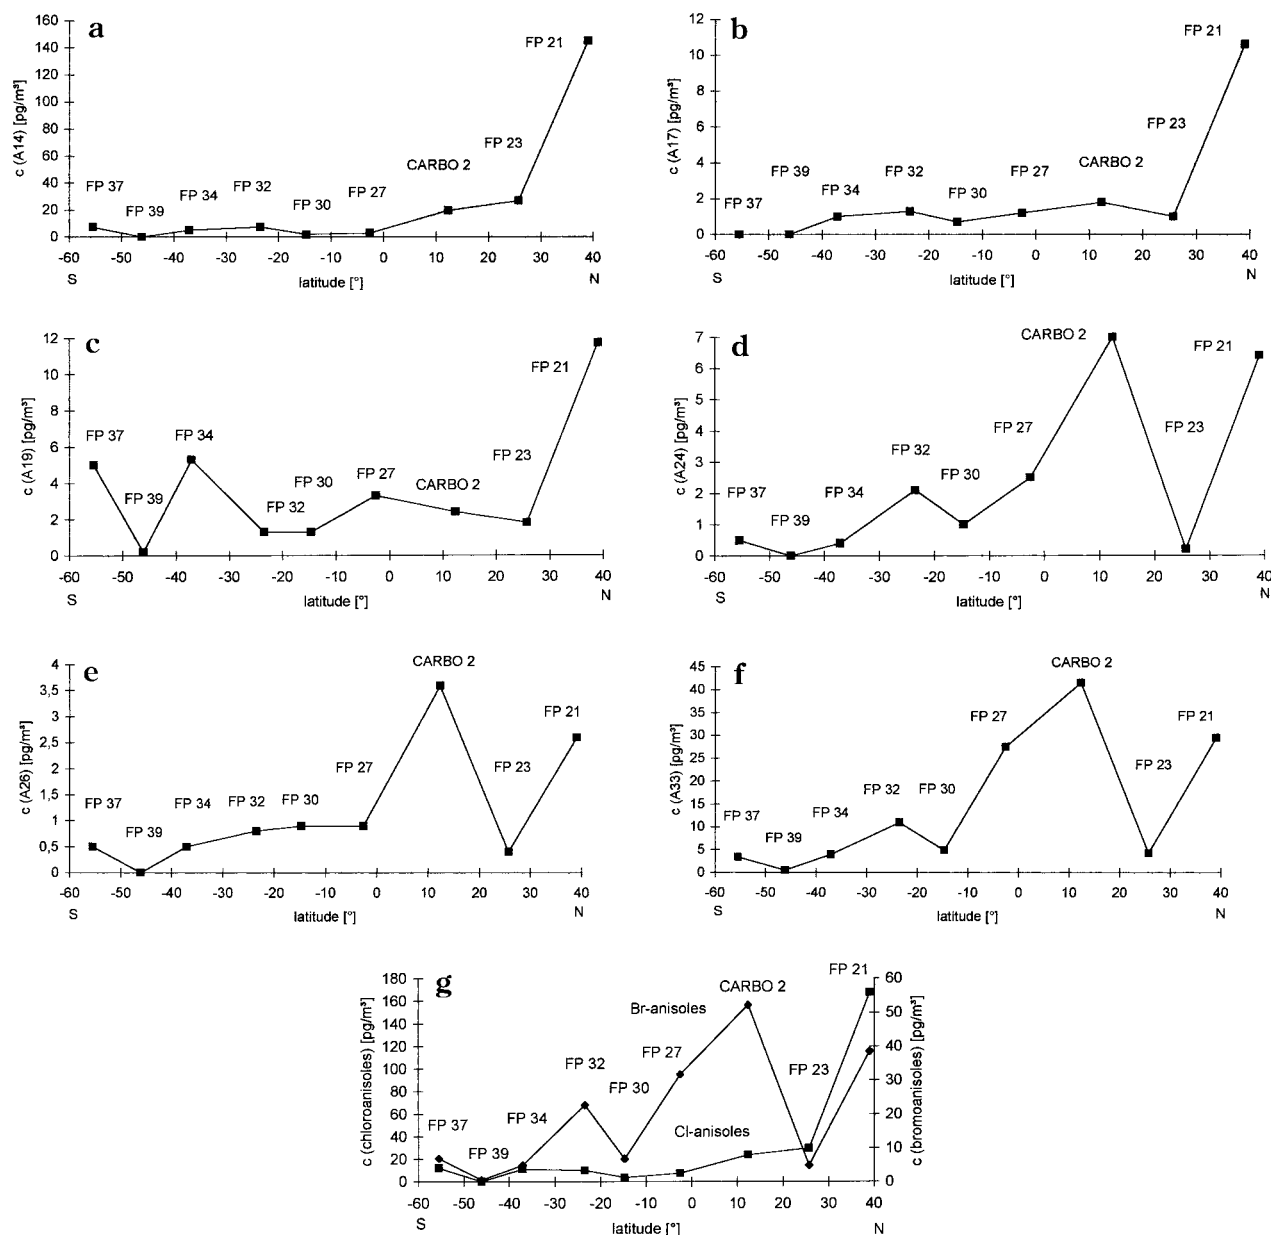 a
c (A14) [pg/m³]
160
140
120
100
80
60
40
20
0
FP 37
FP 39
FP 34
FP 32
FP 30
FP 27
CARBO 2
FP 23
FP 21
-60 -50 -40 -30 -20 -10 0 10 20 30 40
S latitude [°] N
b
c (A17) [pg/m³]
12
10
8
6
4
2
0
FP 37
FP 39
FP 34
FP 32
FP 30
FP 27
CARBO 2
FP 23
FP 21
-60 -50 -40 -30 -20 -10 0 10 20 30 40
S latitude [°] N
c
c (A19) [pg/m³]
12
10
8
6
4
2
0
FP 37
FP 39
FP 34
FP 32
FP 30
FP 27
CARBO 2
FP 23
FP 21
-60 -50 -40 -30 -20 -10 0 10 20 30 40
S latitude [°] N
d
c (A24) [pg/m³]
7
6
5
4
3
2
1
0
FP 37
FP 39
FP 34
FP 32
FP 30
FP 27
CARBO 2
FP 23
FP 21
-60 -50 -40 -30 -20 -10 0 10 20 30 40
S latitude [°] N
e
c (A26) [pg/m³]
4
3,5
3
2,5
2
1,5
1
0,5
0
FP 37
FP 39
FP 34
FP 32
FP 30
FP 27
CARBO 2
FP 23
FP 21
-60 -50 -40 -30 -20 -10 0 10 20 30 40
S latitude [°] N
f
c (A33) [pg/m³]
45
40
35
30
25
20
15
10
5
0
FP 37
FP 39
FP 34
FP 32
FP 30
FP 27
CARBO 2
FP 23
FP 21
-60 -50 -40 -30 -20 -10 0 10 20 30 40
S latitude [°] N
g
c (chloroanisoles) [pg/m³]
180
160
140
120
100
80
60
40
20
0
FP 37
FP 39
FP 34
FP 32
FP 30
FP 27
Br-anisoles
Cl-anisoles
CARBO 2
FP 23
FP 21
60
50
40
30
20
10
0
c (bromoanisoles) [pg/m³]
-60 -50 -40 -30 -20 -10 0 10 20 30 40
S latitude [°] N